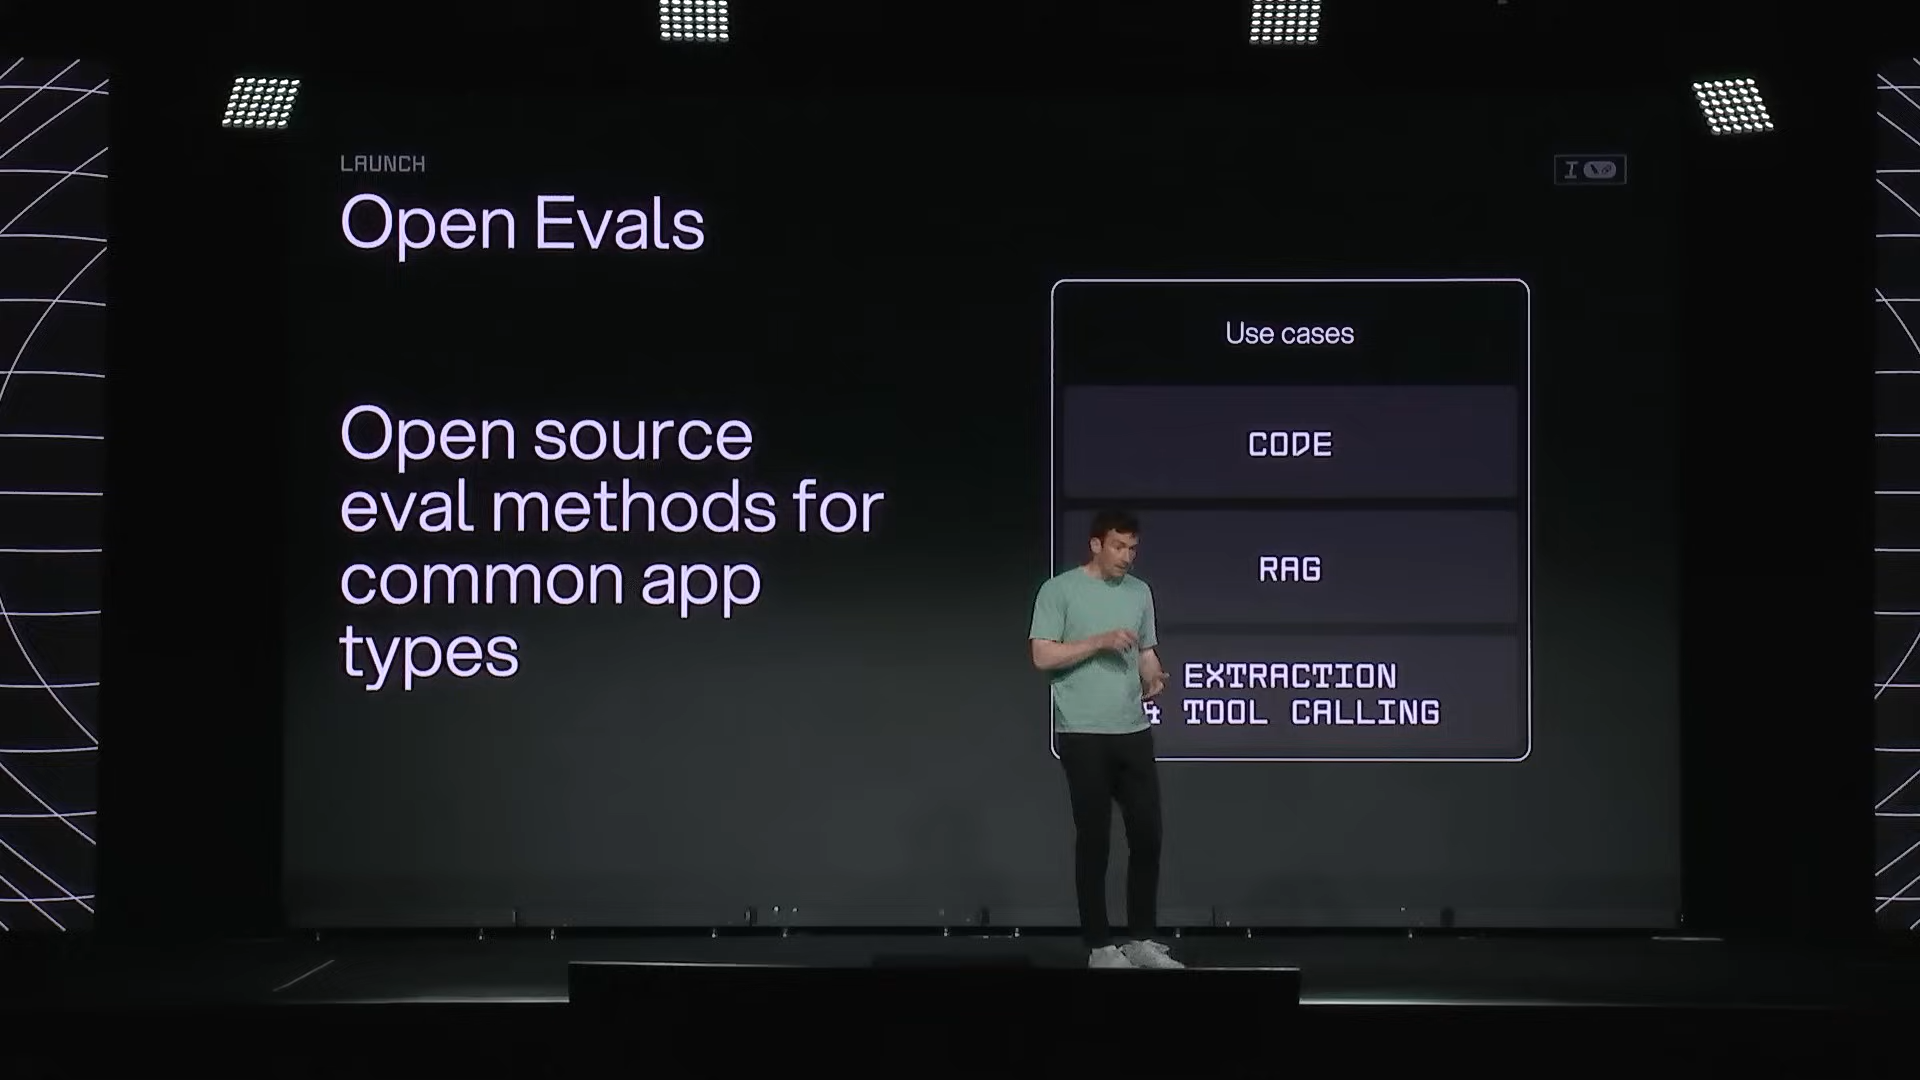 LAUNCH
Open Evals
Open source
eval methods for
common app
types
Use cases
CODE
RAG
EXTRACTION
& TOOL CALLING
I